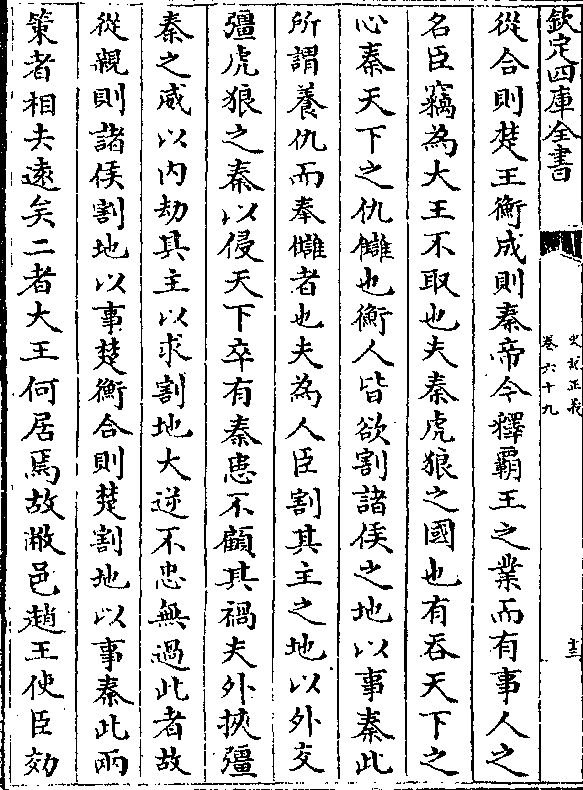 欽定四庫全書
史記正義
卷六十九
十三
從合則楚王衡成則秦帝今釋霸王之業而有事人之
名臣竊為大王不取也夫秦虎狼之國也有吞天下之
心秦天下之仇讎也衡人皆欲割諸侯之地以事秦此
所謂養仇而奉讎者也夫為人臣割其主之地以外交
彊虎狼之秦以侵天下卒有秦患不顧其禍夫外挾彊
秦之威以內劫其主以求割地大逆不忠無過此者故
從親則諸侯割地以事楚衡合則楚割地以事秦此兩
策者相去遠矣二者大王何居焉故敝邑趙王使臣効